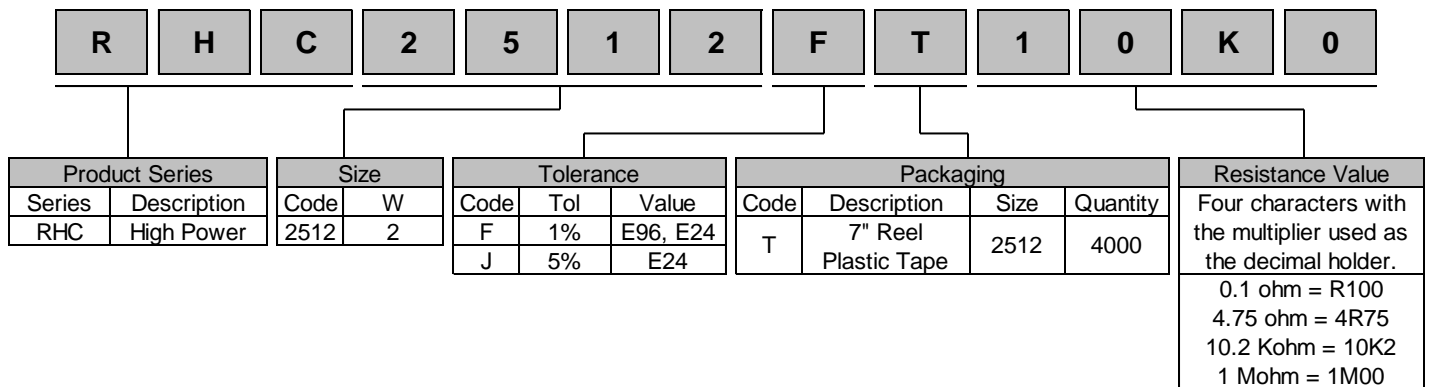 R H C 2 5 1 2 F T 1 0 K 0
Product Series
Series Description
RHC High Power
Size
Code W
2512 2
Tolerance
Code Tol Value
F 1% E96, E24
J 5% E24
Packaging
Code Description Size Quantity
T 7" Reel Plastic Tape 2512 4000
Resistance Value
Four characters with
the multiplier used as
the decimal holder.
0.1 ohm = R100
4.75 ohm = 4R75
10.2 Kohm = 10K2
1 Mohm = 1M00